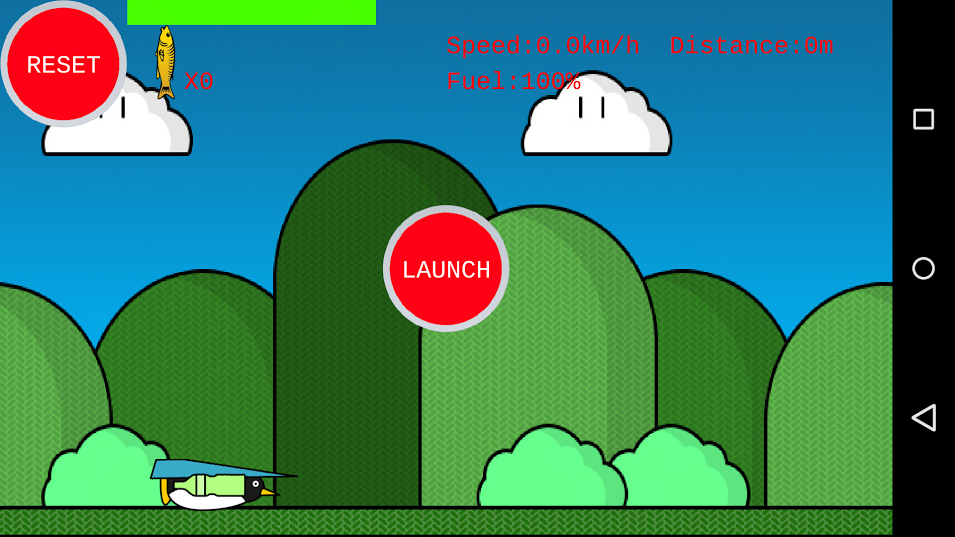 RESET
X0
Speed:0.0km/h Distance:0m
Fuel:100%
LAUNCH